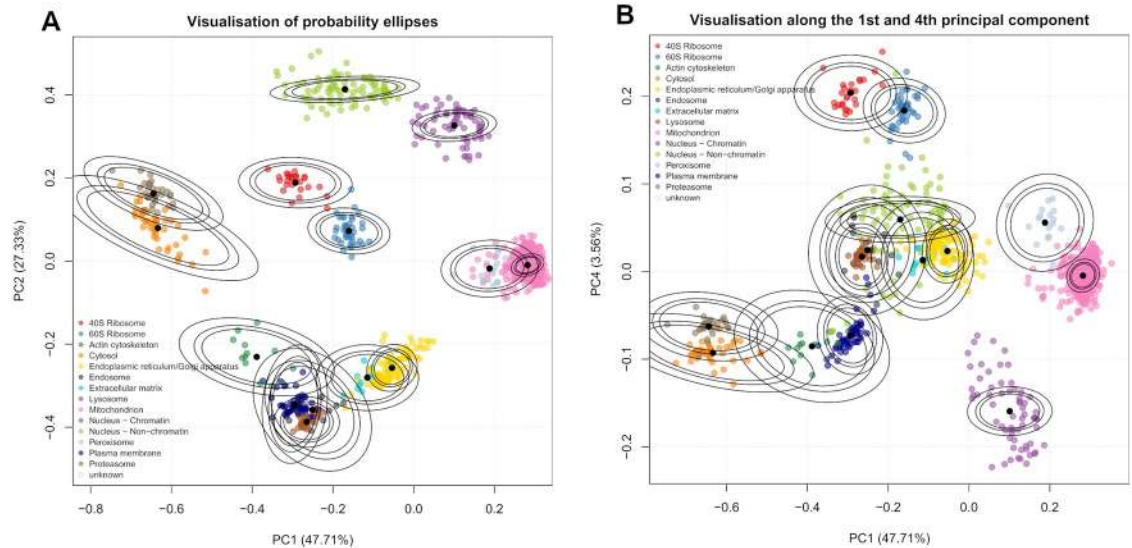 A
Visualisation of probability ellipses
PC2 (27.33%)
0.4
0.2
0.0
−0.2
−0.4
40S Ribosome
60S Ribosome
Actin cytoskeleton
Cytosol
Endoplasmic reticulum/Golgi apparatus
Endosome
Extracellular matrix
Lysosome
Mitochondrion
Nucleus − Chromatin
Nucleus − Non−chromatin
Peroxisome
Plasma membrane
Proteasome
unknown
−0.8 −0.6 −0.4 −0.2 0.0 0.2
PC1 (47.71%)
B
Visualisation along the 1st and 4th principal component
PC4 (3.56%)
0.2
0.1
0.0
−0.1
−0.2
40S Ribosome
60S Ribosome
Actin cytoskeleton
Cytosol
Endoplasmic reticulum/Golgi apparatus
Endosome
Extracellular matrix
Lysosome
Mitochondrion
Nucleus − Chromatin
Nucleus − Non−chromatin
Peroxisome
Plasma membrane
Proteasome
unknown
−0.6 −0.4 −0.2 0.0 0.2
PC1 (47.71%)